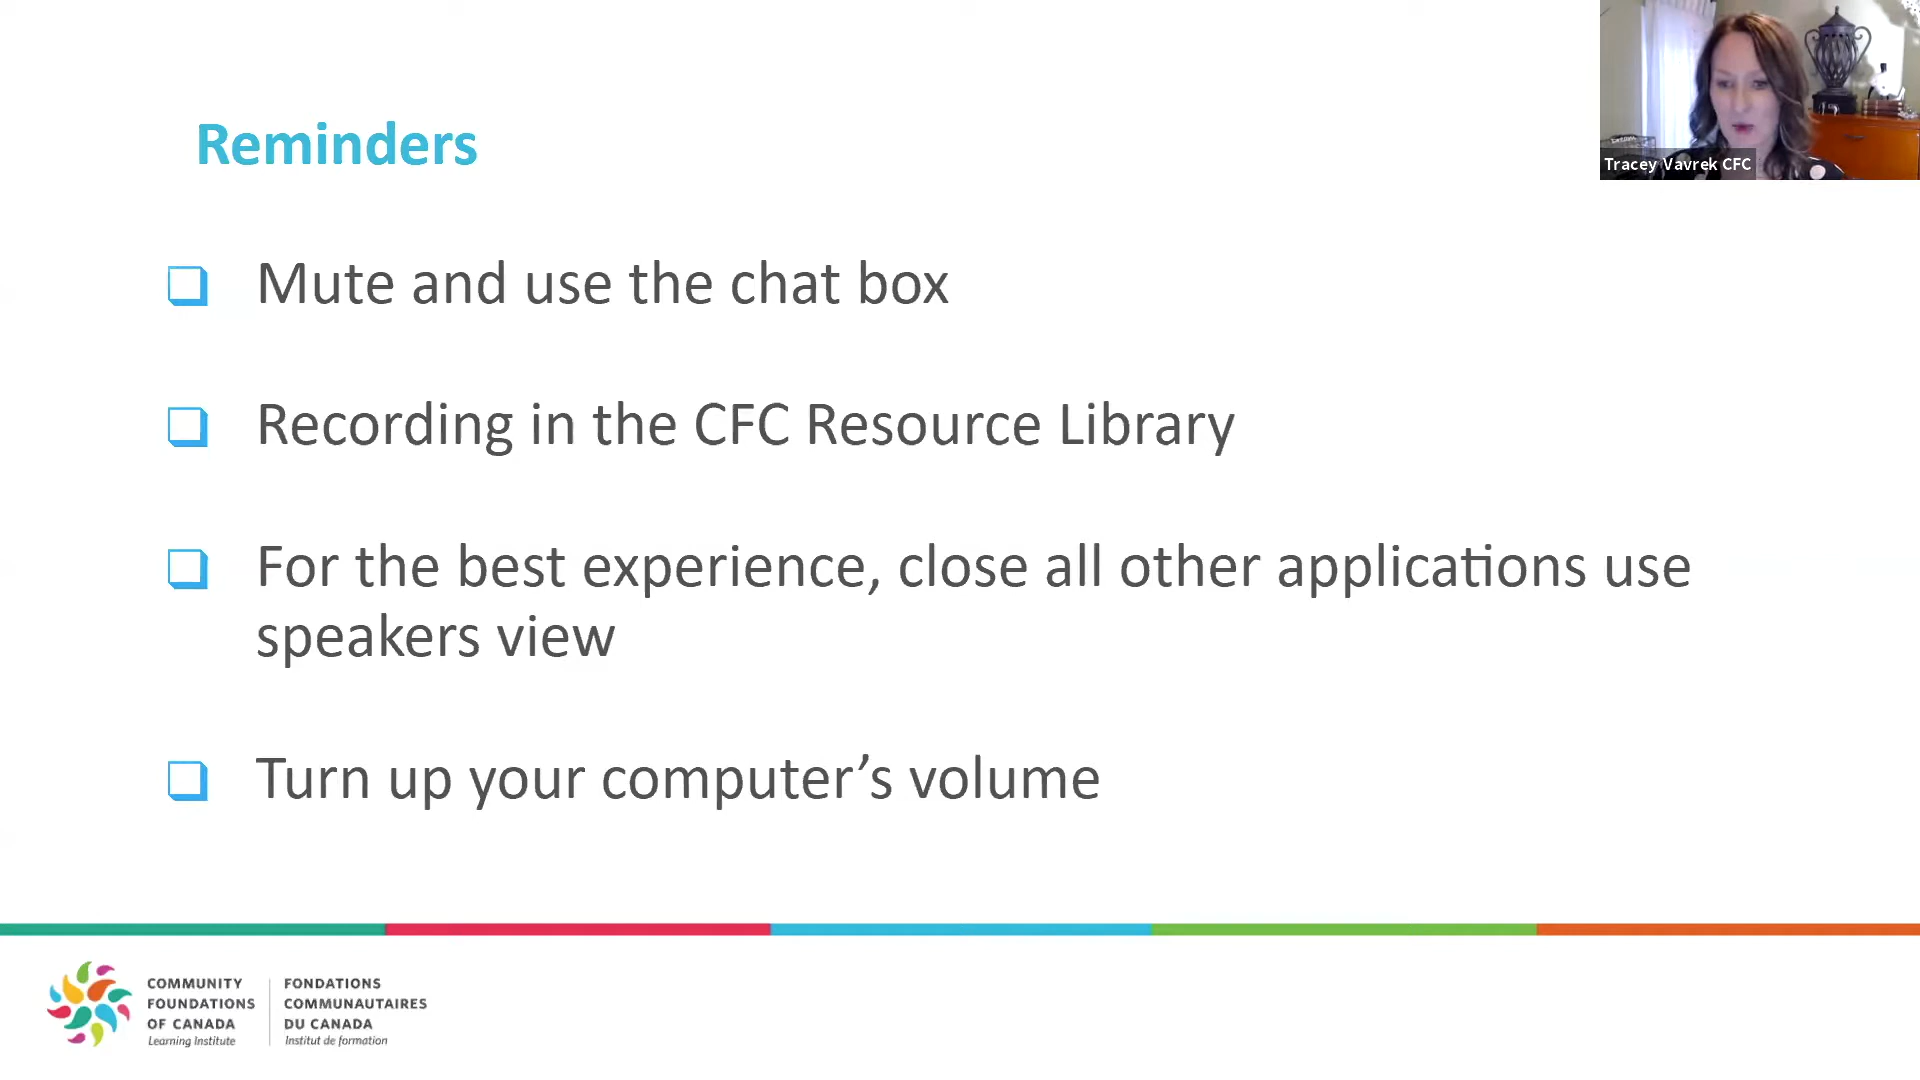 Reminders
Tracey Vavrek CFC
Mute and use the chat box
Recording in the CFC Resource Library
For the best experience, close all other applications use
speakers view
Turn up your computer’s volume
COMMUNITY
FOUNDATIONS
OF CANADA
Learning Institute
FONDATIONS
COMMUNAUTAIRES
DU CANADA
Institut de formation